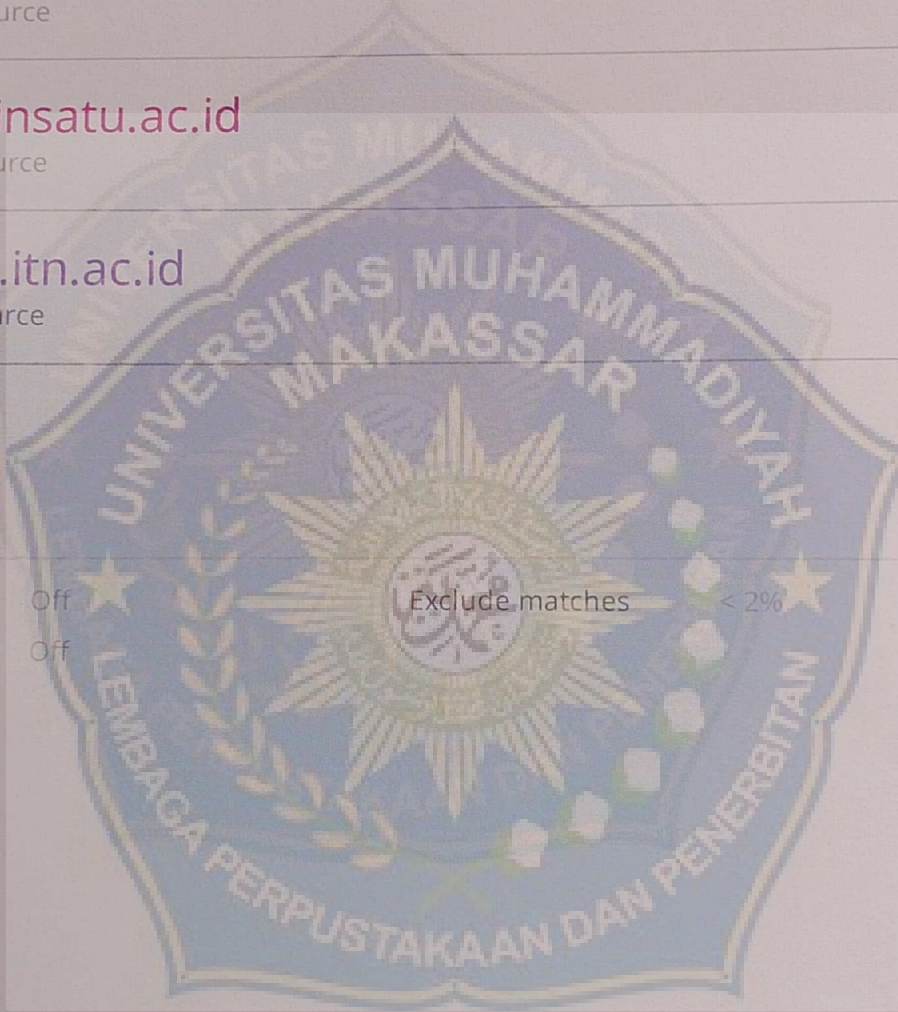 urce
nsatu.ac.id
urce
.itn.ac.id
urce
UNIVERSITAS MUHAMMADIYAH
MAKASSAR
Off
Exclude matches
< 2%
Off
LEMBAGA PERPUSTAKAAN DAN PENERBITAN